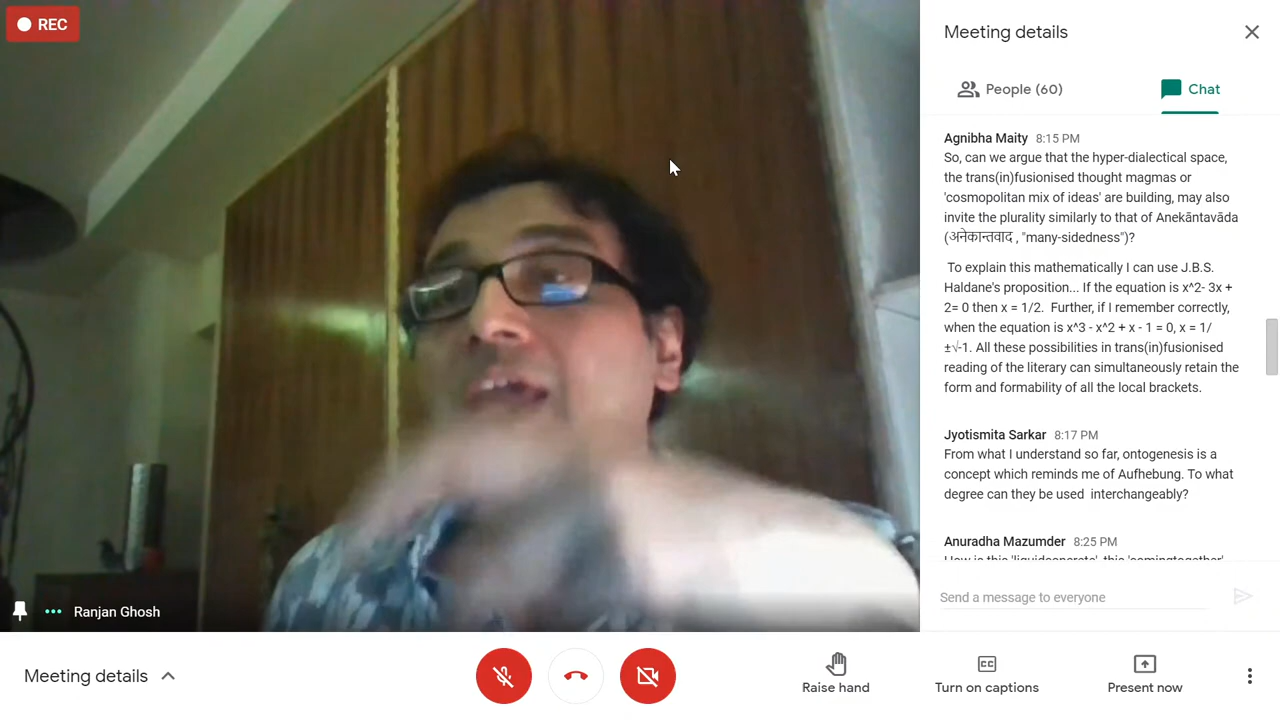 REC
Meeting details
People (60)
Chat
Agnibha Maity 8:15 PM
So, can we argue that the hyper-dialectical space,
the trans(in)fusionised thought magmas or
'cosmopolitan mix of ideas' are building, may also
invite the plurality similarly to that of Anekāntavāda
(अनेकान्तवाद , "many-sidedness")?
To explain this mathematically I can use J.B.S.
Haldane's proposition... If the equation is x^2- 3x +
2= 0 then x = 1/2. Further, if I remember correctly,
when the equation is x^3 - x^2 + x - 1 = 0, x = 1/
±√-1. All these possibilities in trans(in)fusionised
reading of the literary can simultaneously retain the
form and formability of all the local brackets.
Jyotismita Sarkar 8:17 PM
From what I understand so far, ontogenesis is a
concept which reminds me of Aufhebung. To what
degree can they be used interchangeably?
Anuradha Mazumder 8:25 PM
How is this 'liquidconcrete', this 'comingtogether'
Send a message to everyone
Ranjan Ghosh
Meeting details
Raise hand
CC
Turn on captions
Present now